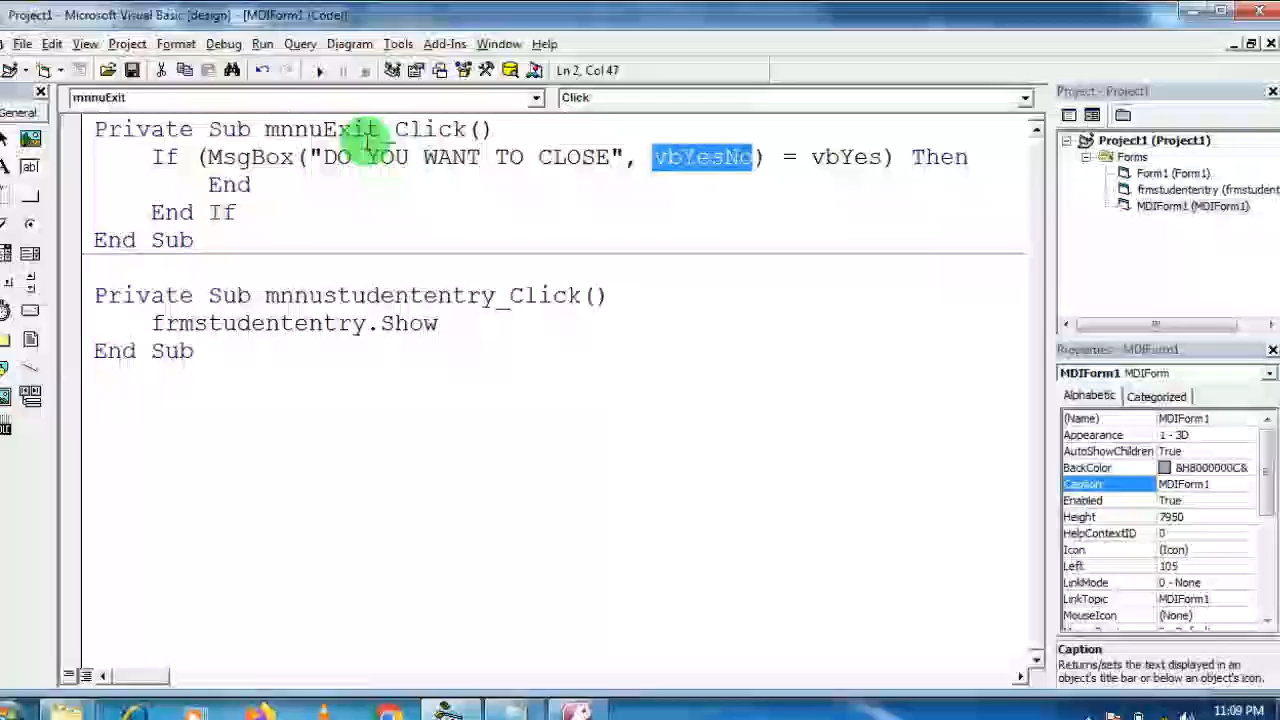 Project1 - Microsoft Visual Basic [design] - [MDIForm1 (Code)]
File Edit View Project Format Debug Run Query Diagram Tools Add-Ins Window Help
Ln 2, Col 47
General
mnnuExit
Click
Private Sub mnnuExit_Click()
If (MsgBox("DO YOU WANT TO CLOSE", vbYesNo) = vbYes) Then
End
End If
End Sub
Private Sub mnnustudententry_Click()
frmstudententry.Show
End Sub
Project - Project1
Project1 (Project1)
Forms
Form1 (Form1)
frmstudententry (frmstudent
MDIForm1 (MDIForm1)
Properties - MDIForm1
MDIForm1 MDIForm
Alphabetic Categorized
(Name) MDIForm1
Appearance 1 - 3D
AutoShowChildren True
BackColor &H8000000C&
Caption MDIForm1
Enabled True
Height 7950
HelpContextID 0
Icon (Icon)
Left 105
LinkMode 0 - None
LinkTopic MDIForm1
MouseIcon (None)
Caption
Returns/sets the text displayed in an
object's title bar or below an object's icon.
11:09 PM